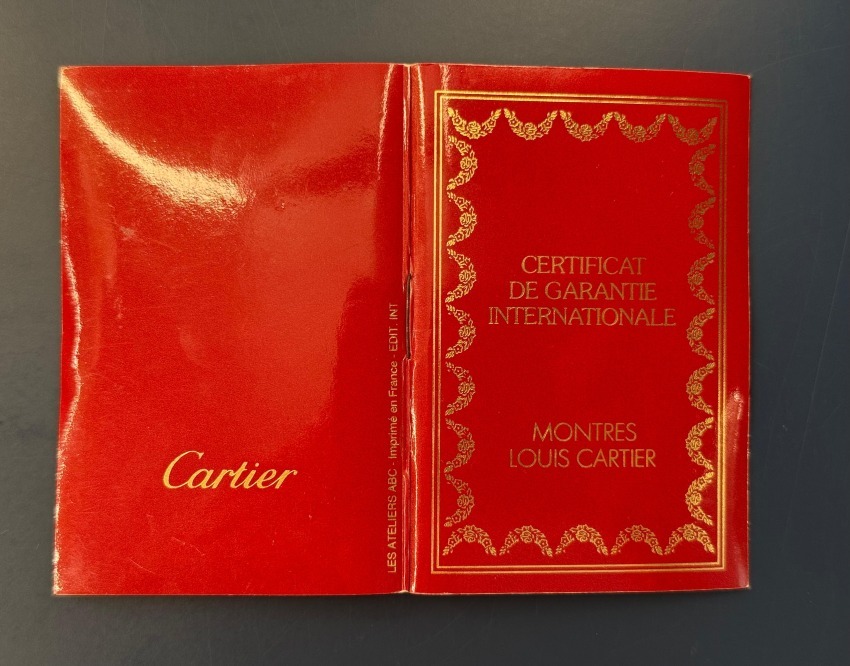 Cartier
LES ATELIERS ABC - Imprimé en France - EDIT. INT
CERTIFICAT
DE GARANTIE
INTERNATIONALE
MONTRES
LOUIS CARTIER